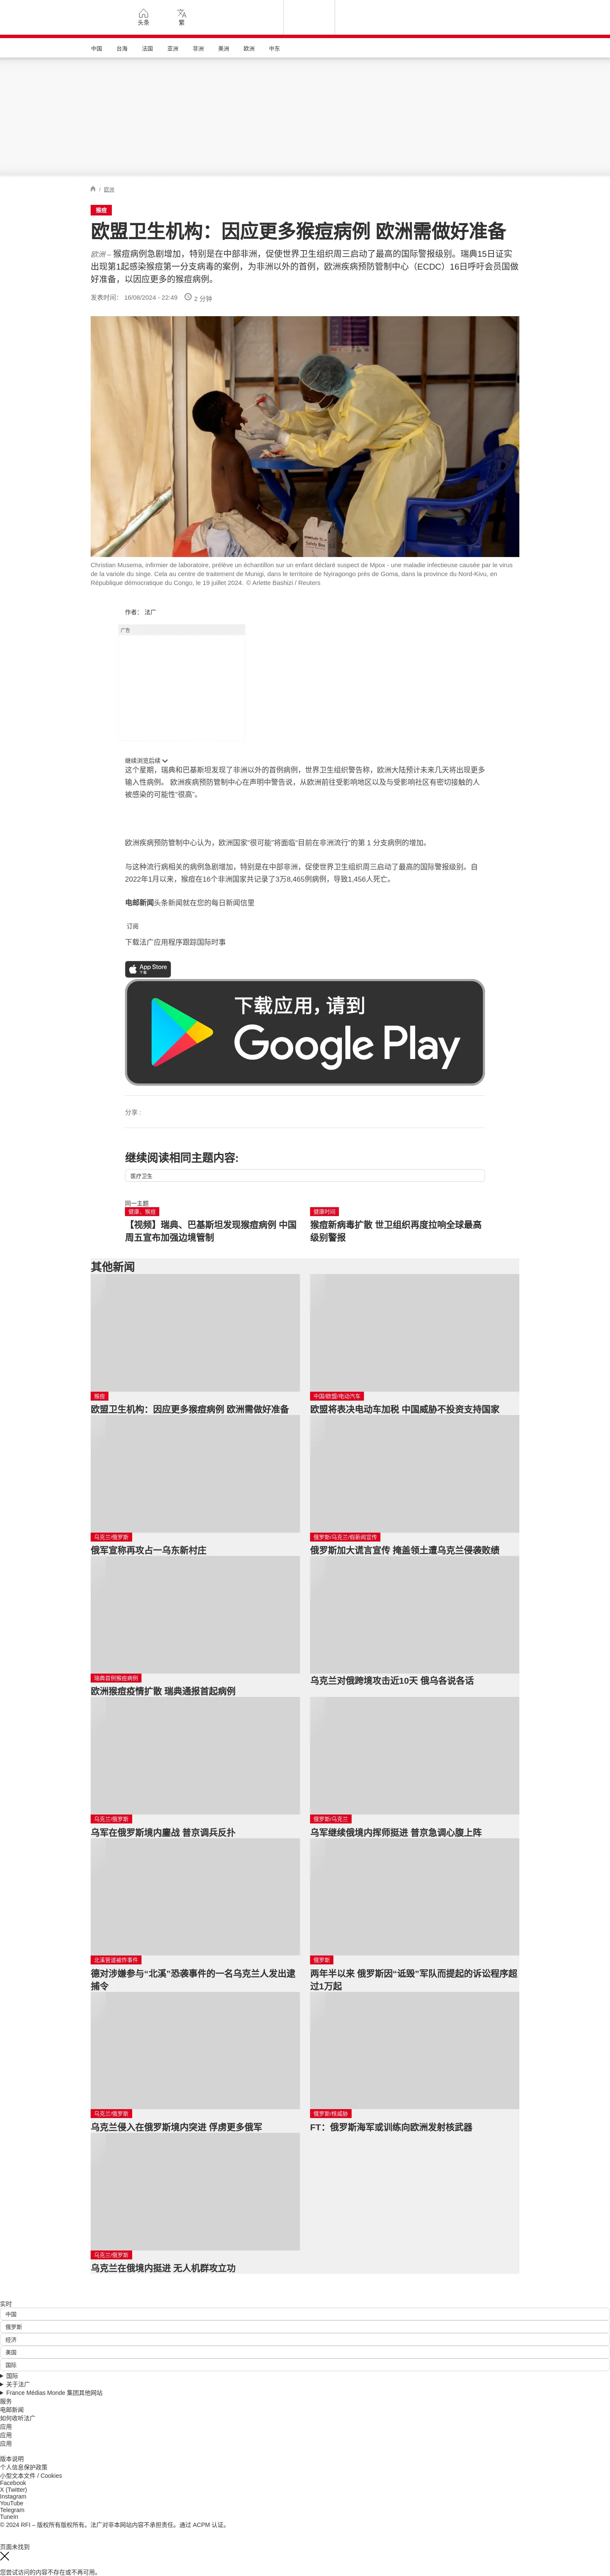 头条
繁
中国
台海
法国
亚洲
非洲
美洲
欧洲
中东
/ 欧洲
猴痘
欧盟卫生机构：因应更多猴痘病例 欧洲需做好准备
欧洲 – 猴痘病例急剧增加，特别是在中部非洲，促使世界卫生组织周三启动了最高的国际警报级别。瑞典15日证实
出现第1起感染猴痘第一分支病毒的案例，为非洲以外的首例，欧洲疾病预防管制中心（ECDC）16日呼吁会员国做
好准备，以因应更多的猴痘病例。
发表时间： 16/08/2024 - 22:49
2 分钟
Christian Musema, infirmier de laboratoire, prélève un échantillon sur un enfant déclaré suspect de Mpox - une maladie infectieuse causée par le virus
de la variole du singe. Cela au centre de traitement de Munigi, dans le territoire de Nyiragongo près de Goma, dans la province du Nord-Kivu, en
République démocratique du Congo, le 19 juillet 2024. © Arlette Bashizi / Reuters
作者： 法广
广告
继续浏览后续
这个星期，瑞典和巴基斯坦发现了非洲以外的首例病例，世界卫生组织警告称，欧洲大陆预计未来几天将出现更多
输入性病例。 欧洲疾病预防管制中心在声明中警告说，从欧洲前往受影响地区以及与受影响社区有密切接触的人
被感染的可能性“很高”。
欧洲疾病预防管制中心认为，欧洲国家“很可能”将面临“目前在非洲流行”的第 1 分支病例的增加。
与这种流行病相关的病例急剧增加，特别是在中部非洲，促使世界卫生组织周三启动了最高的国际警报级别。自
2022年1月以来，猴痘在16个非洲国家共记录了3万8,465例病例，导致1,456人死亡。
电邮新闻头条新闻就在您的每日新闻信里
订阅
下载法广应用程序跟踪国际时事
App Store
下载
下载应用，请到
Google Play
分享 :
继续阅读相同主题内容:
医疗卫生
同一主题
健康、猴痘
【视频】瑞典、巴基斯坦发现猴痘病例 中国
周五宣布加强边境管制
健康时间
猴痘新病毒扩散 世卫组织再度拉响全球最高
级别警报
其他新闻
猴痘
欧盟卫生机构：因应更多猴痘病例 欧洲需做好准备
中国/欧盟/电动汽车
欧盟将表决电动车加税 中国威胁不投资支持国家
乌克兰/俄罗斯
俄军宣称再攻占一乌东新村庄
俄罗斯/乌克兰/假新闻宣传
俄罗斯加大谎言宣传 掩盖领土遭乌克兰侵袭败绩
瑞典首例猴痘病例
欧洲猴痘疫情扩散 瑞典通报首起病例
乌克兰对俄跨境攻击近10天 俄乌各说各话
乌克兰/俄罗斯
乌军在俄罗斯境内鏖战 普京调兵反扑
俄罗斯/乌克兰
乌军继续俄境内挥师挺进 普京急调心腹上阵
北溪管道被炸事件
德对涉嫌参与“北溪”恐袭事件的一名乌克兰人发出逮
捕令
俄罗斯
两年半以来 俄罗斯因“诋毁”军队而提起的诉讼程序超
过1万起
乌克兰/俄罗斯
乌克兰侵入在俄罗斯境内突进 俘虏更多俄军
俄罗斯/核威胁
FT：俄罗斯海军或训练向欧洲发射核武器
乌克兰/俄罗斯
乌克兰在俄境内挺进 无人机群攻立功
实时
中国
俄罗斯
经济
美国
国际
国际
关于法广
France Médias Monde 集团其他网站
服务
电邮新闻
如何收听法广
应用
应用
应用
版本说明
个人信息保护政策
小型文本文件 / Cookies
Facebook
X (Twitter)
Instagram
YouTube
Telegram
TuneIn
© 2024 RFI – 版权所有版权所有。法广对非本网站内容不承担责任。通过 ACPM 认证。
页面未找到
您尝试访问的内容不存在或不再可用。